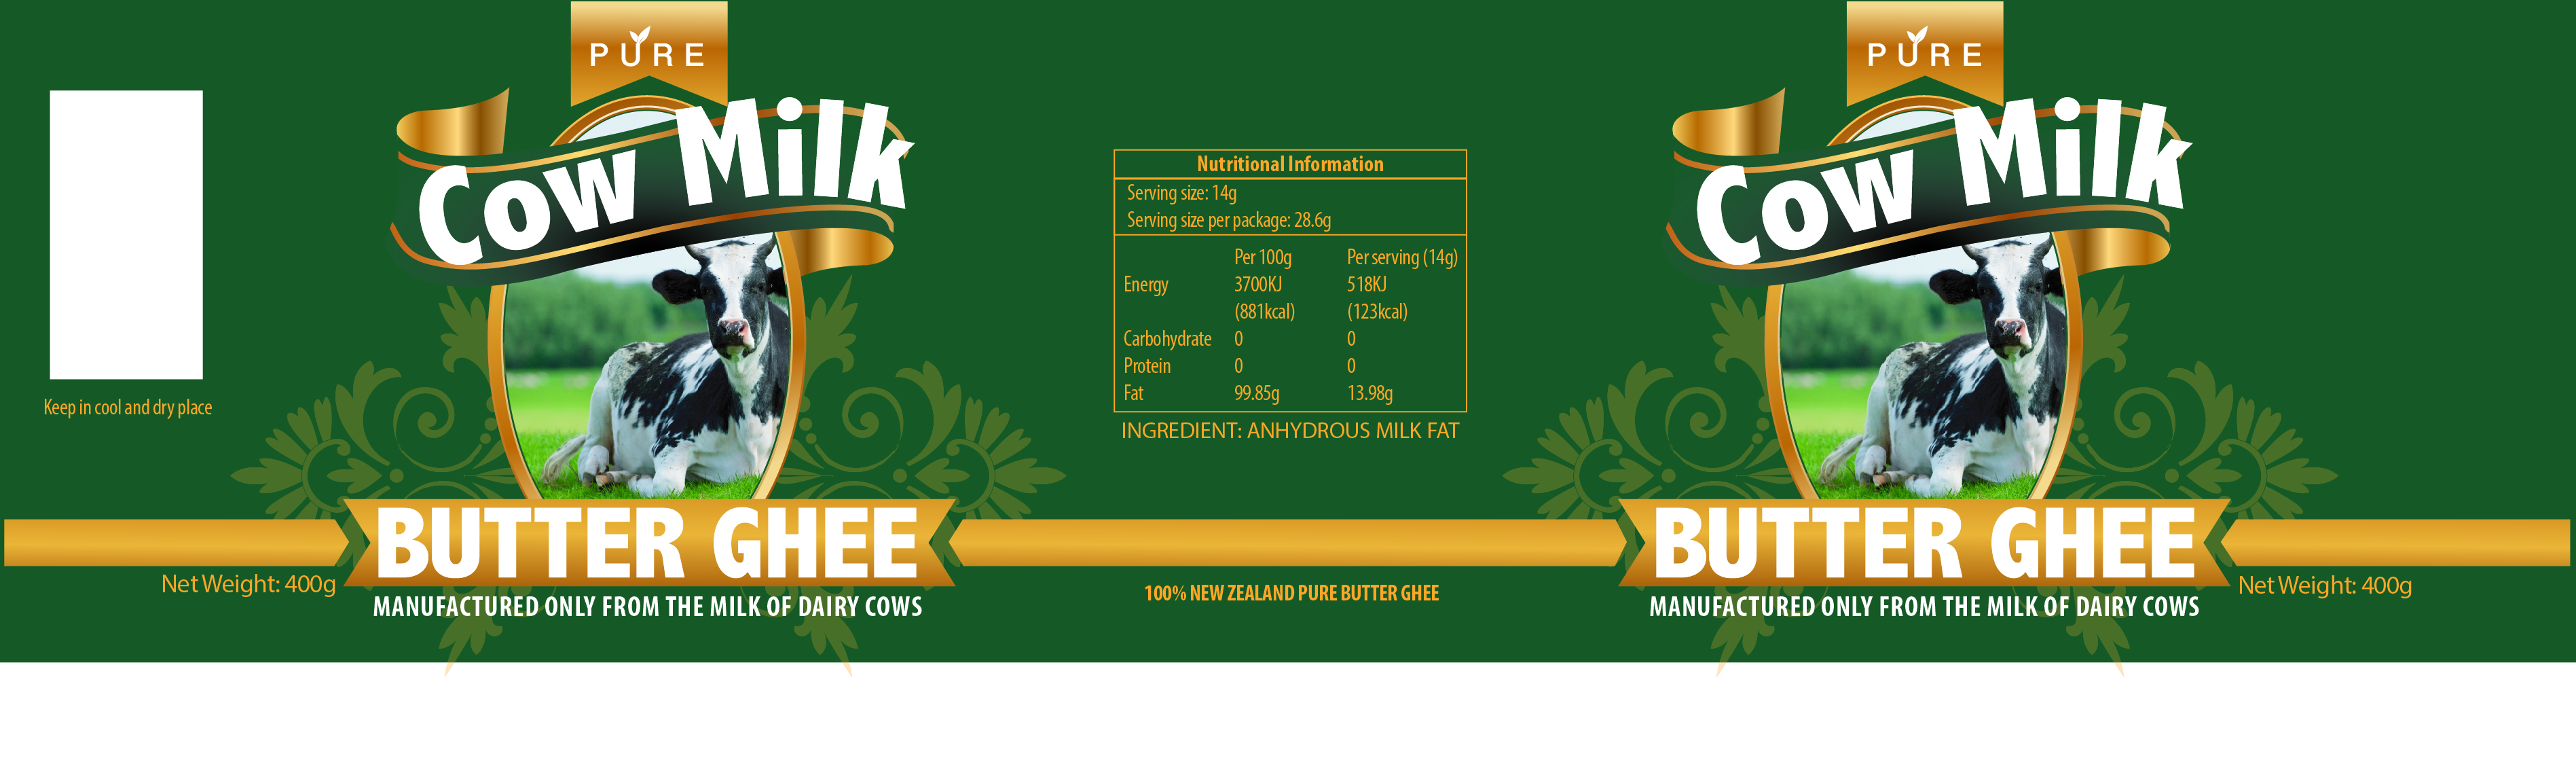 Keep in cool and dry place
Net Weight: 400g
PURE
Cow Milk
BUTTER GHEE
MANUFACTURED ONLY FROM THE MILK OF DAIRY COWS
Nutritional Information
Serving size: 14g
Serving size per package: 28.6g
Per 100g Per serving (14g)
Energy 3700KJ 518KJ
(881kcal) (123kcal)
Carbohydrate 0 0
Protein 0 0
Fat 99.85g 13.98g
INGREDIENT: ANHYDROUS MILK FAT
100% NEW ZEALAND PURE BUTTER GHEE
PURE
Cow Milk
BUTTER GHEE
MANUFACTURED ONLY FROM THE MILK OF DAIRY COWS
Net Weight: 400g